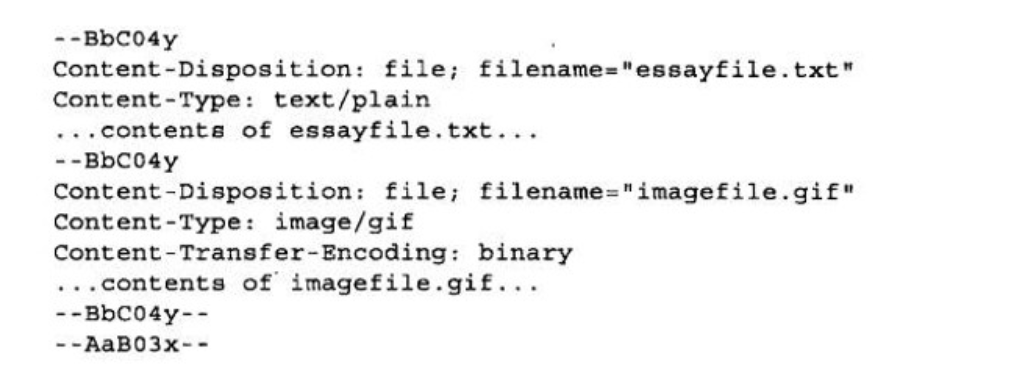 --BbC04y
Content-Disposition: file; filename="essayfile.txt"
Content-Type: text/plain
...contents of essayfile.txt...
--BbC04y
Content-Disposition: file; filename="imagefile.gif"
Content-Type: image/gif
Content-Transfer-Encoding: binary
...contents of imagefile.gif...
--BbC04y--
--AaB03x--